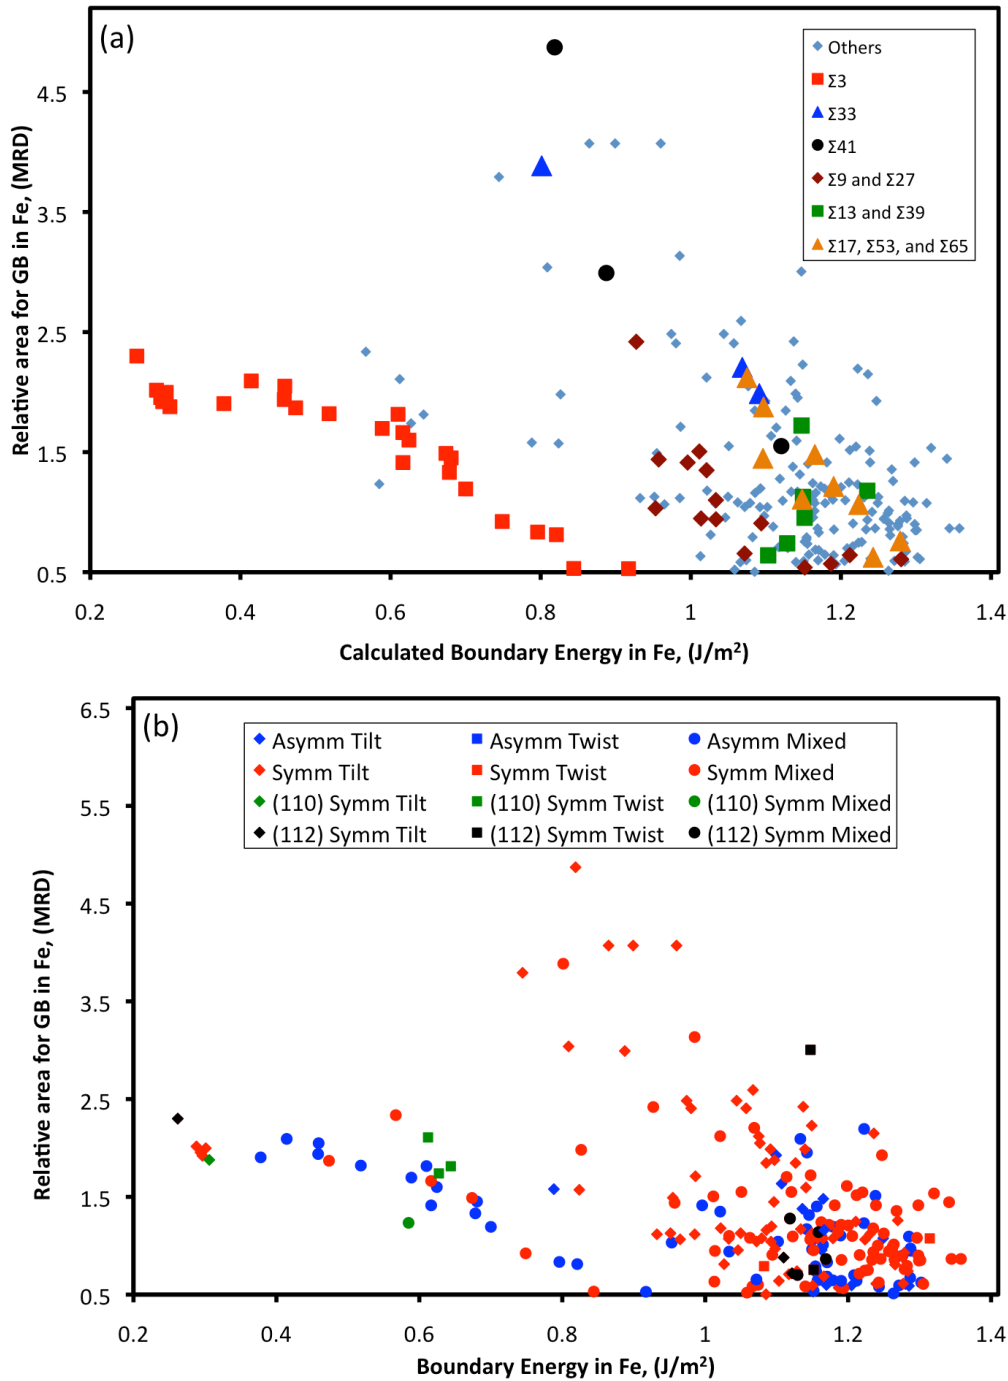 (a)
Others
Σ3
Σ33
Σ41
Σ9 and Σ27
Σ13 and Σ39
Σ17, Σ53, and Σ65
4.5
3.5
2.5
1.5
0.5
Relative area for GB in Fe, (MRD)
0.2 0.4 0.6 0.8 1 1.2 1.4
Calculated Boundary Energy in Fe, (J/m²)
(b)
Asymm Tilt Asymm Twist Asymm Mixed
Symm Tilt Symm Twist Symm Mixed
(110) Symm Tilt (110) Symm Twist (110) Symm Mixed
(112) Symm Tilt (112) Symm Twist (112) Symm Mixed
6.5
5.5
4.5
3.5
2.5
1.5
0.5
Relative area for GB in Fe, (MRD)
0.2 0.4 0.6 0.8 1 1.2 1.4
Boundary Energy in Fe, (J/m²)